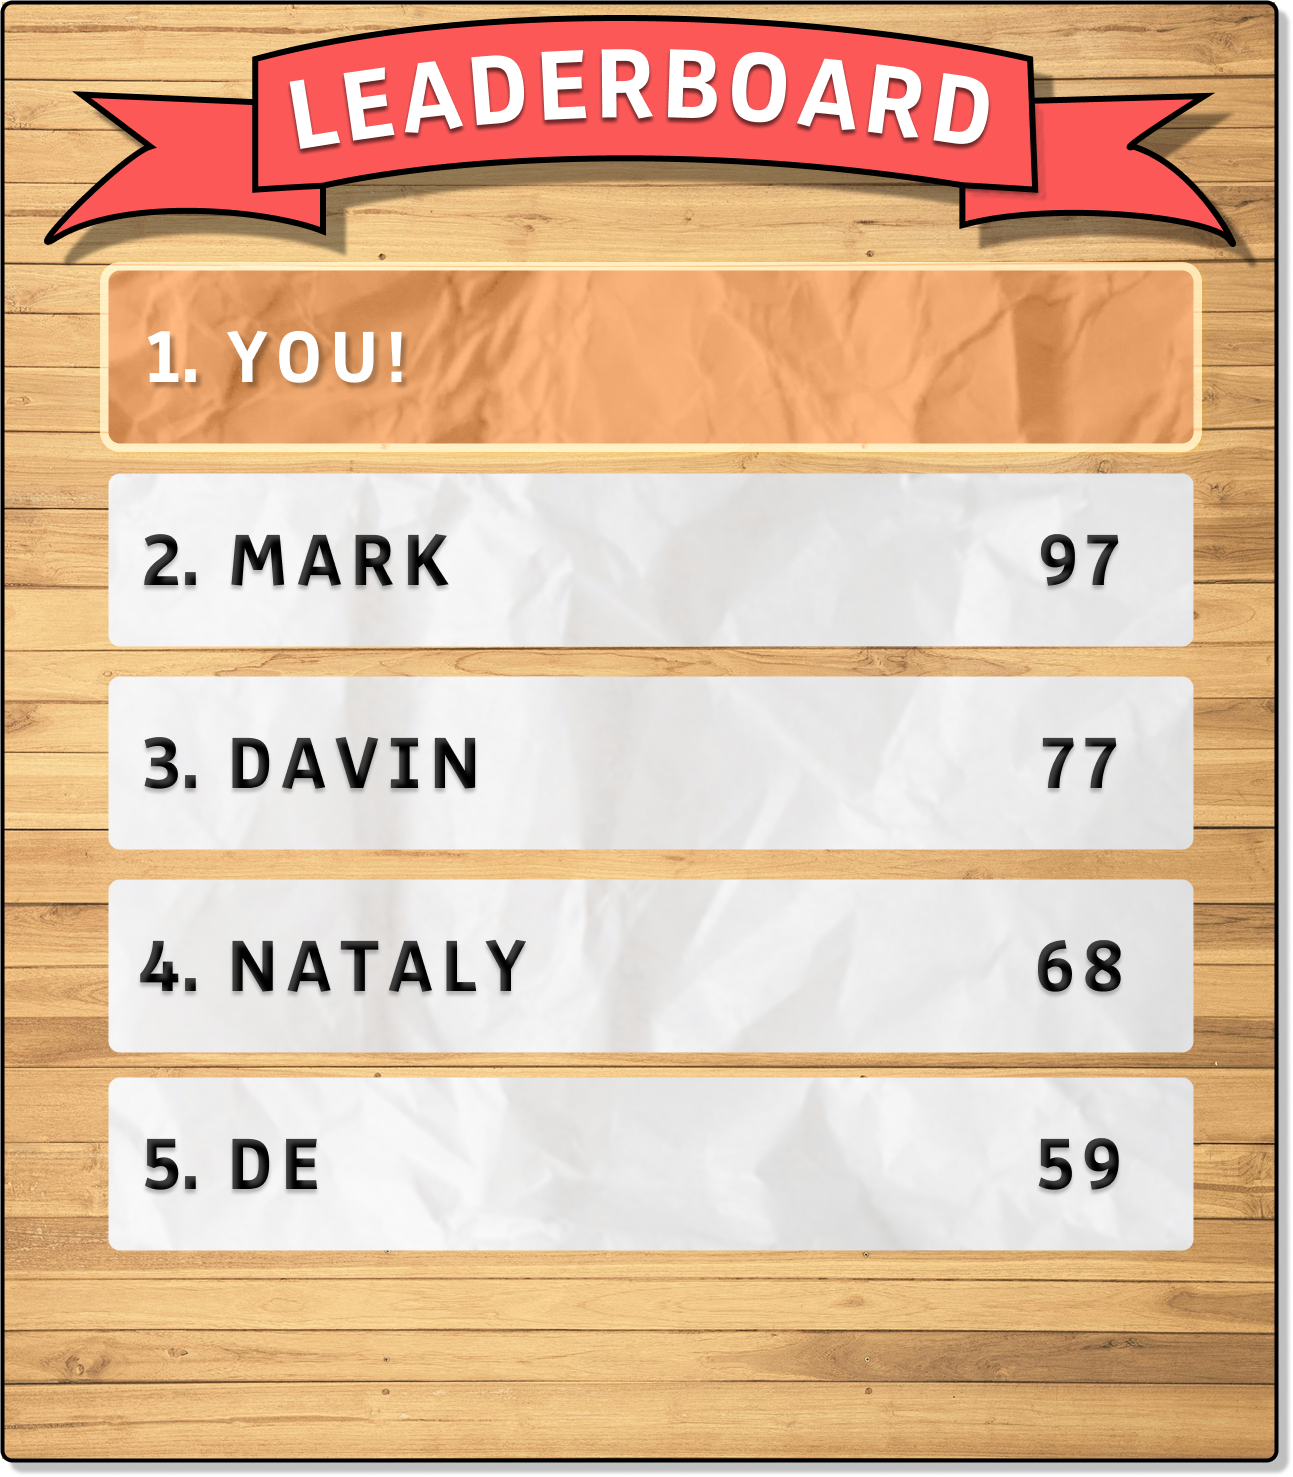 LEADERBOARD
1. YOU!
2. MARK 97
3. DAVIN 77
4. NATALY 68
5. DE 59